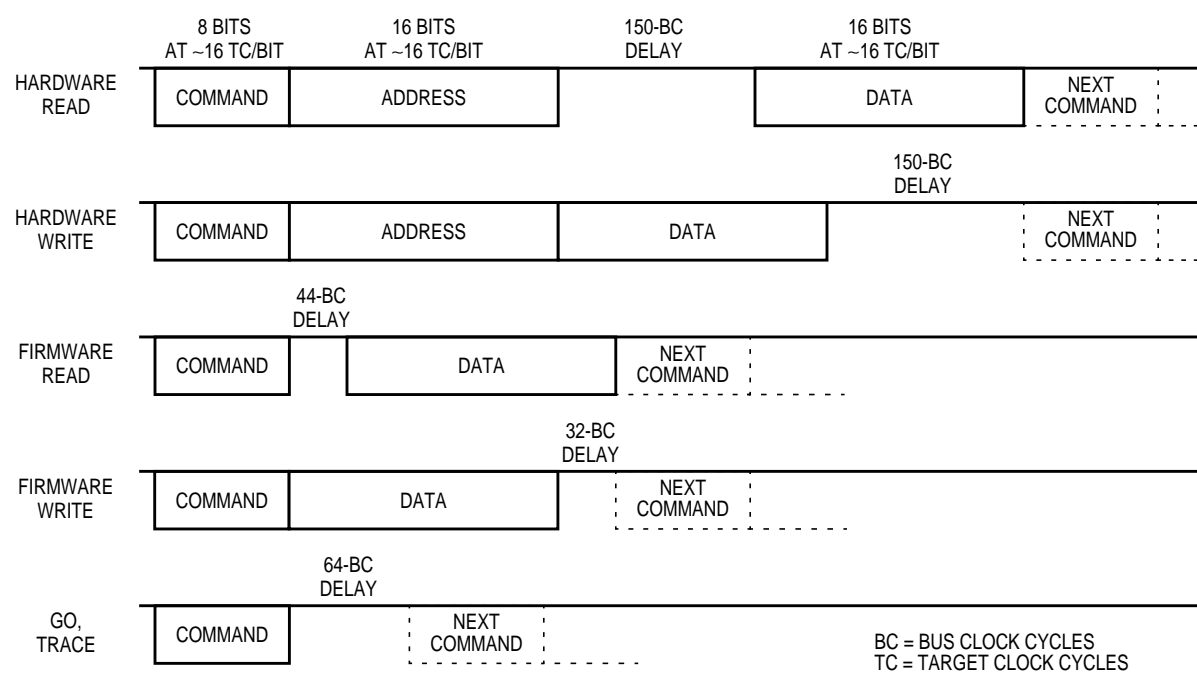 8 BITS
AT ~16 TC/BIT
16 BITS
AT ~16 TC/BIT
150-BC
DELAY
16 BITS
AT ~16 TC/BIT
HARDWARE
READ
COMMAND
ADDRESS
DATA
NEXT
COMMAND
150-BC
DELAY
HARDWARE
WRITE
COMMAND
ADDRESS
DATA
NEXT
COMMAND
44-BC
DELAY
FIRMWARE
READ
COMMAND
DATA
NEXT
COMMAND
32-BC
DELAY
FIRMWARE
WRITE
COMMAND
DATA
NEXT
COMMAND
64-BC
DELAY
GO,
TRACE
COMMAND
NEXT
COMMAND
BC = BUS CLOCK CYCLES
TC = TARGET CLOCK CYCLES